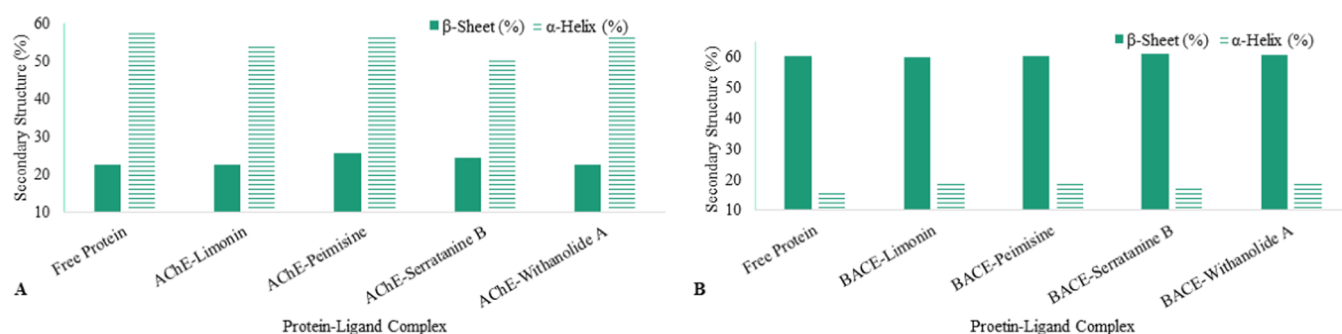 β-Sheet (%) α-Helix (%)
Secondary Structure (%)
60
50
40
30
20
10
Free Protein
AChE-Limonin
AChE-Peimisine
AChE-Serratanine B
AChE-Withanolide A
A
Protein-Ligand Complex
β-Sheet (%) α-Helix (%)
Secondary Structure (%)
60
50
40
30
20
10
Free Protein
BACE-Limonin
BACE-Peimisine
BACE-Serratanine B
BACE-Withanolide A
B
Proetin-Ligand Complex